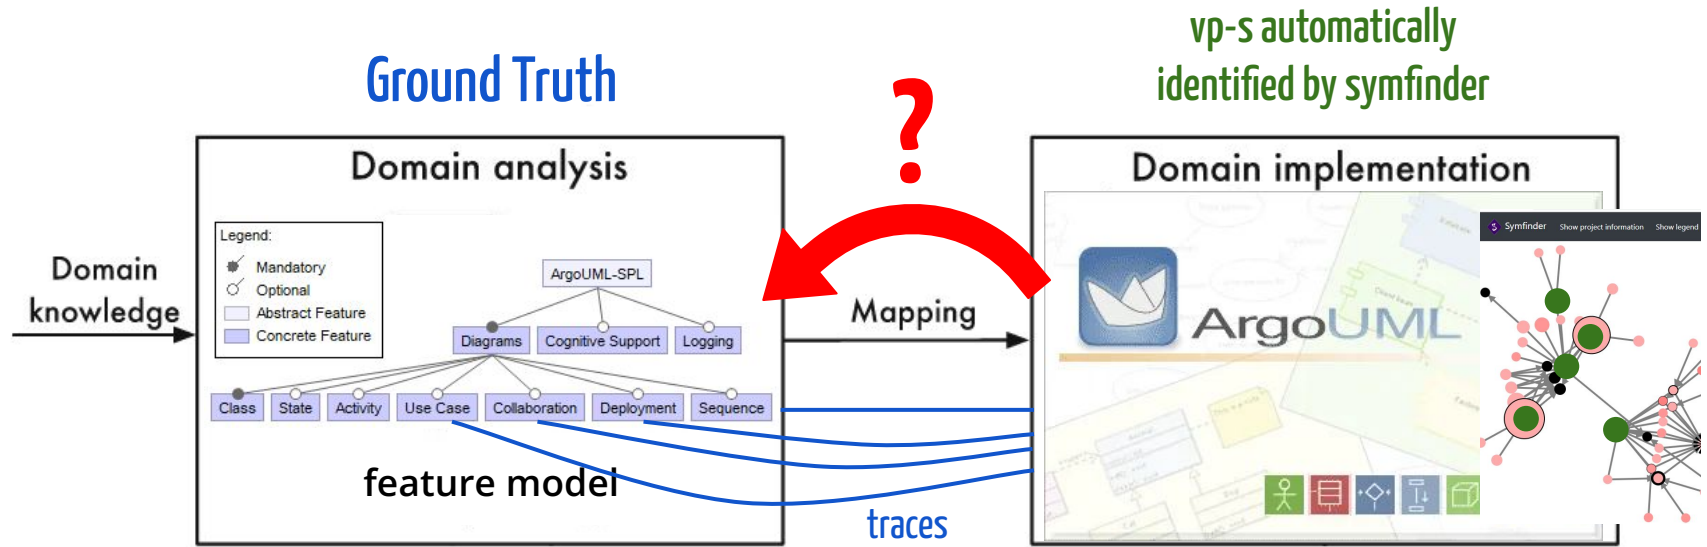 vp-s automatically
identified by symfinder
Ground Truth
?
Domain analysis
Domain implementation
Domain
knowledge
Legend:
Mandatory
Optional
Abstract Feature
Concrete Feature
ArgoUML-SPL
Diagrams
Cognitive Support
Logging
Class
State
Activity
Use Case
Collaboration
Deployment
Sequence
feature model
Mapping
traces
ArgoUML
S
Symfinder
Show project information
Show legend